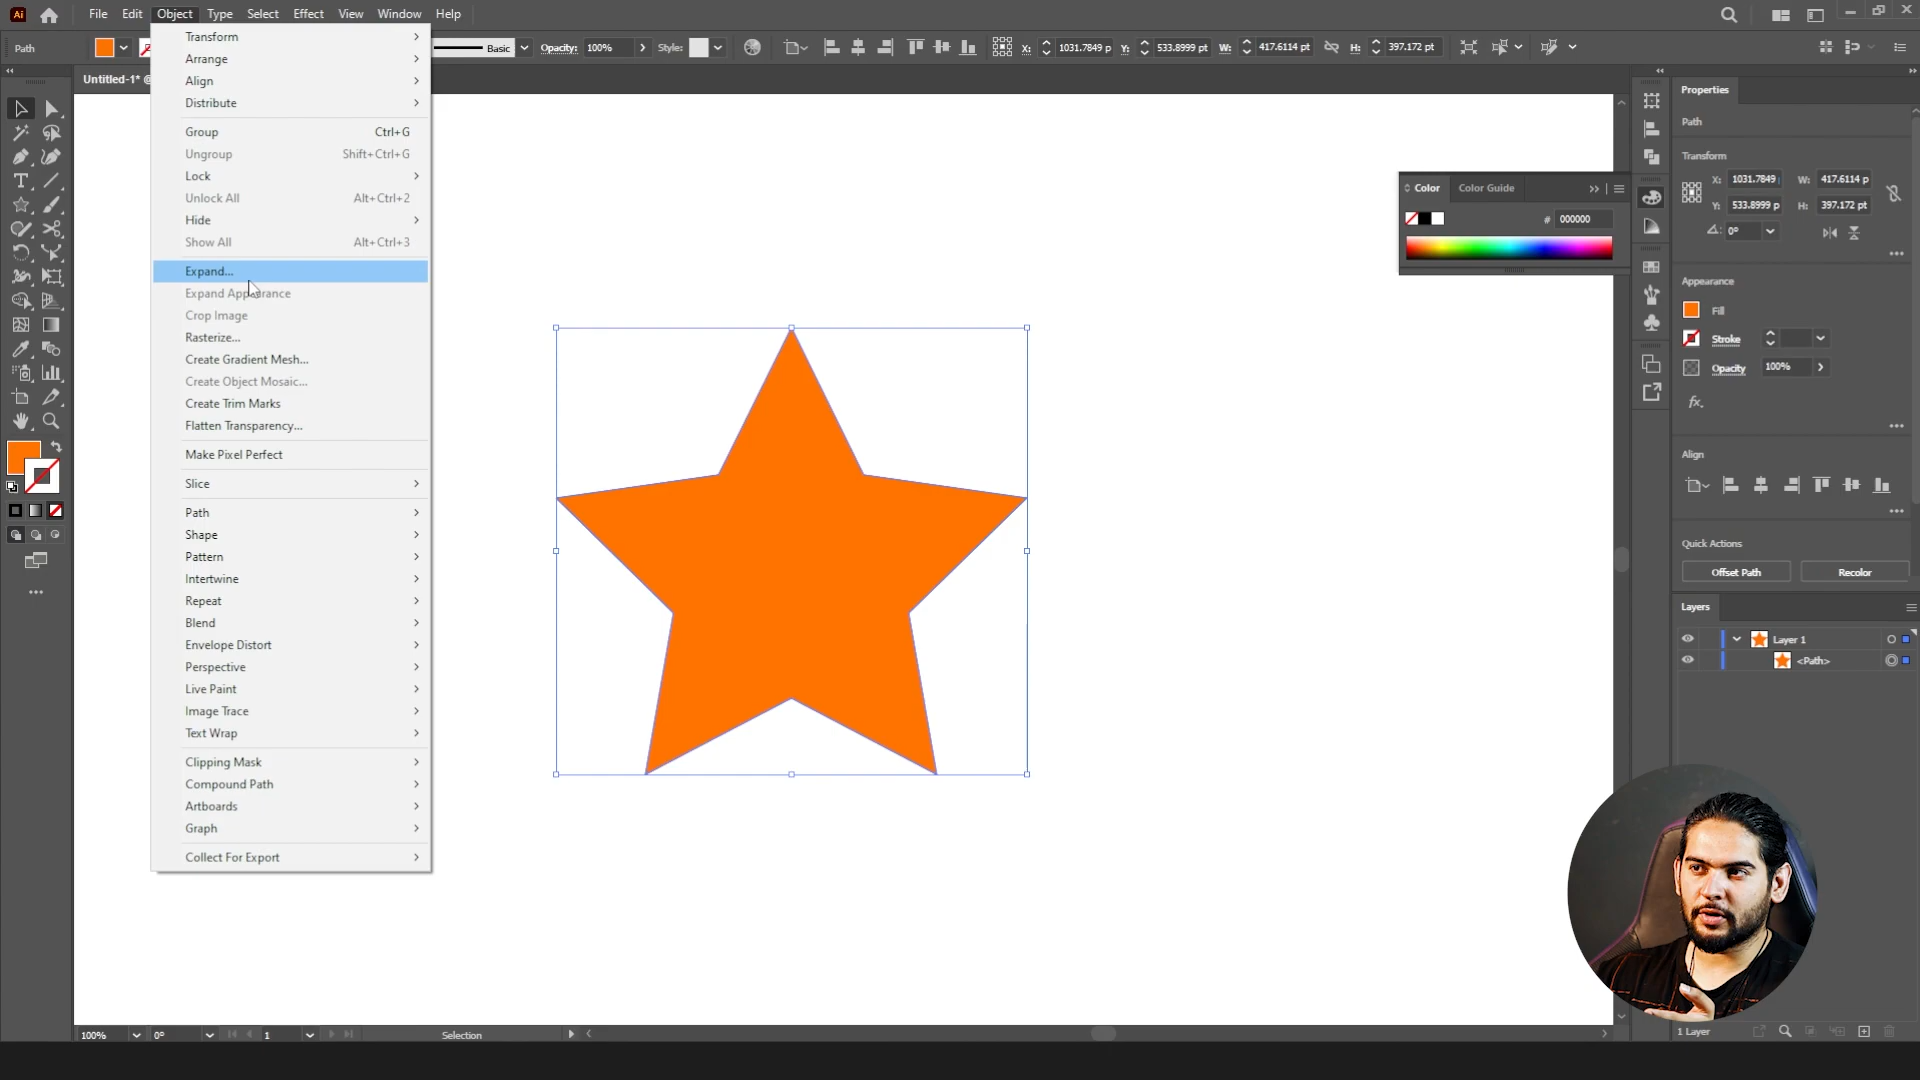 Ai File Edit Object Type Select Effect View Window Help
Path Basic Opacity: 100% Style: X: 1031.7849 p Y: 533.8999 pt W: 417.6114 pt H: 397.172 pt
Untitled-1* @
Transform
Arrange
Align
Distribute
Group Ctrl+G
Ungroup Shift+Ctrl+G
Lock
Unlock All Alt+Ctrl+2
Hide
Show All Alt+Ctrl+3
Expand...
Expand Appearance
Crop Image
Rasterize...
Create Gradient Mesh...
Create Object Mosaic...
Create Trim Marks
Flatten Transparency...
Make Pixel Perfect
Slice
Path
Shape
Pattern
Intertwine
Repeat
Blend
Envelope Distort
Perspective
Live Paint
Image Trace
Text Wrap
Clipping Mask
Compound Path
Artboards
Graph
Collect For Export
Color Color Guide
# 000000
Properties
Path
Transform
X: 1031.7849 W: 417.6114 p
Y: 533.8999 p H: 397.172 pt
0°
Appearance
Fill
Stroke
Opacity 100%
fx.
Align
Quick Actions
Offset Path Recolor
Layers
Layer 1
<Path>
1 Layer
100% 0° 1 Selection